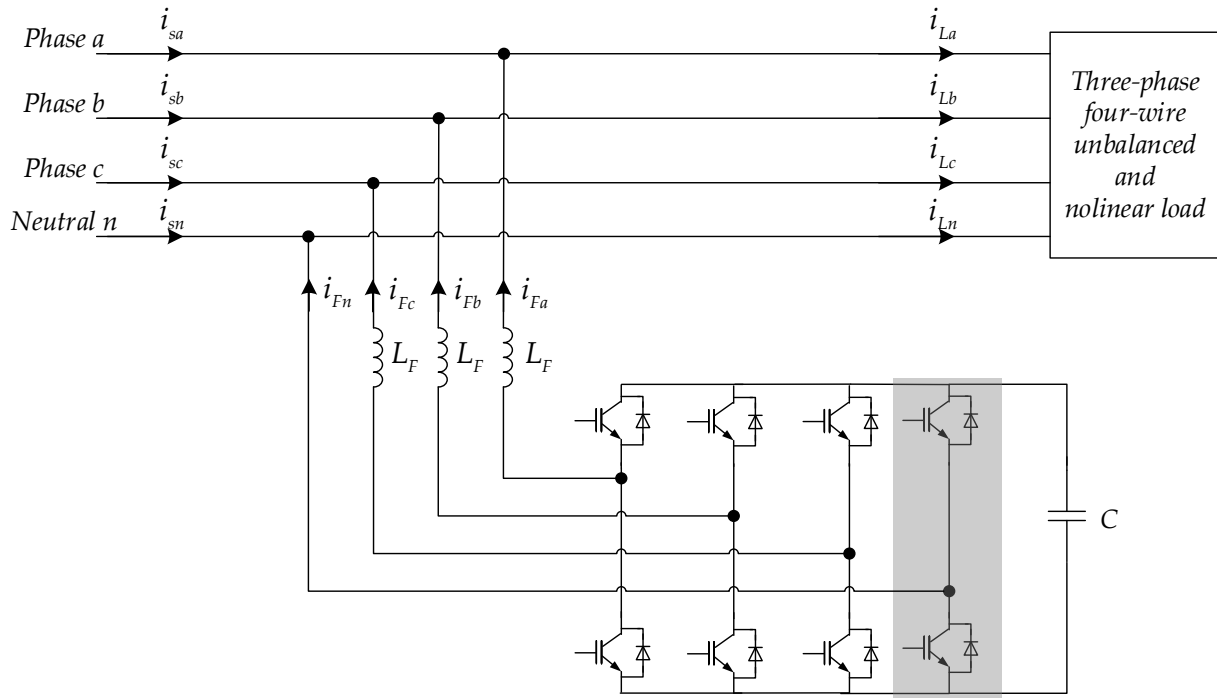 Phase a
i_sa
i_La
Phase b
i_sb
i_Lb
Phase c
i_sc
i_Lc
Neutral n
i_sn
i_Ln
Three-phase
four-wire
unbalanced
and
nolinear load
i_Fn
i_Fc
i_Fb
i_Fa
L_F
L_F
L_F
C